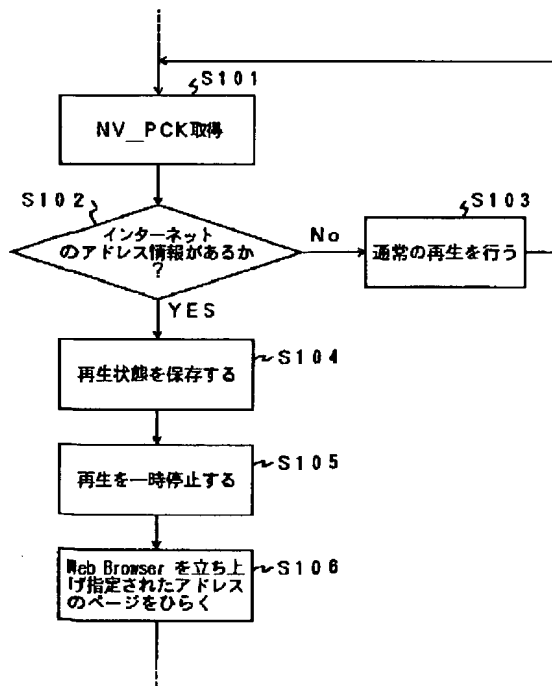 S101
NV_PCK取得
S102
インターネット
のアドレス情報があるか
?
No
S103
通常の再生を行う
YES
再生状態を保存する
S104
再生を一時停止する
S105
Web Browser を立ち上
げ指定されたアドレス
のページをひらく
S106